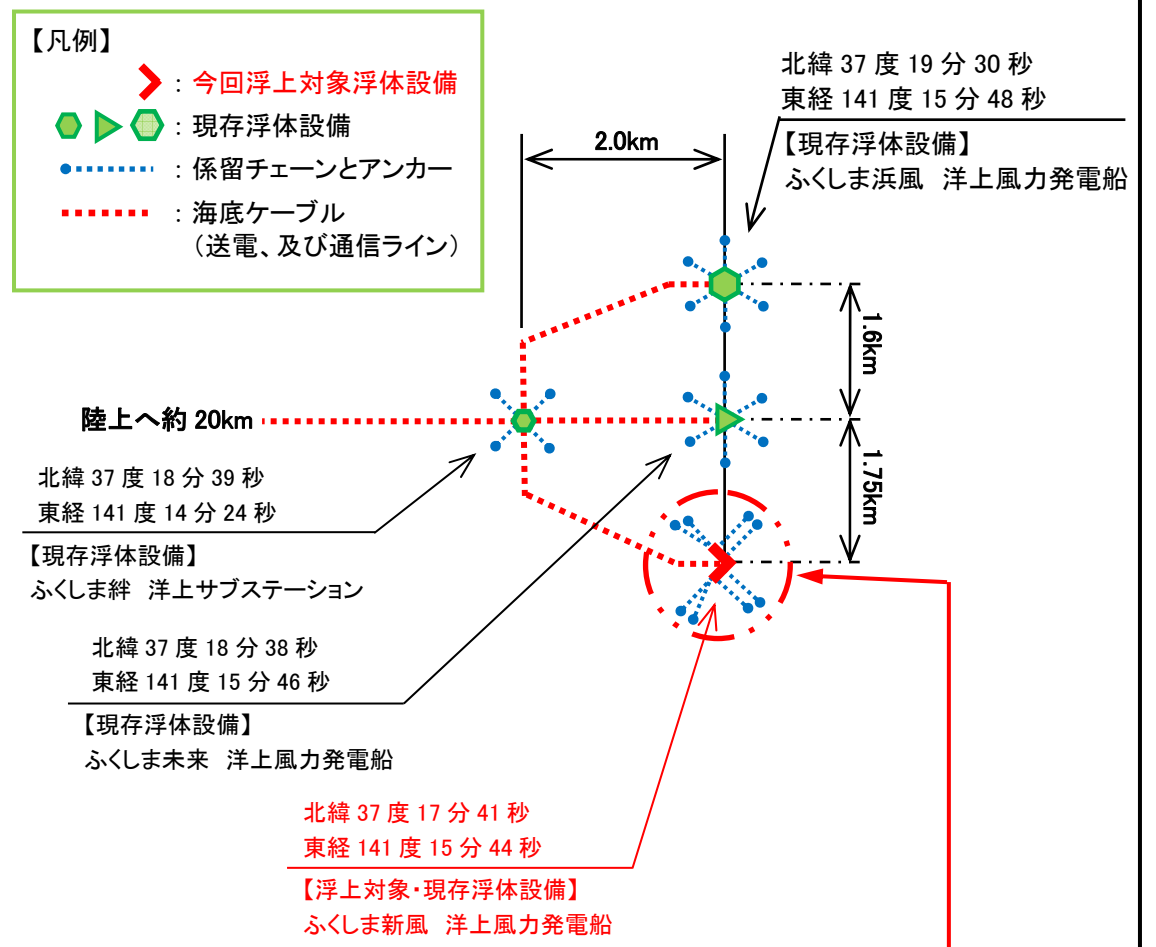 【凡例】
：今回浮上対象浮体設備
：現存浮体設備
：係留チェーンとアンカー
：海底ケーブル
（送電、及び通信ライン）
北緯 37 度 19 分 30 秒
東経 141 度 15 分 48 秒
【現存浮体設備】
ふくしま浜風 洋上風力発電船
2.0km
1.6km
陸上へ約 20km
1.75km
北緯 37 度 18 分 39 秒
東経 141 度 14 分 24 秒
【現存浮体設備】
ふくしま絆 洋上サブステーション
北緯 37 度 18 分 38 秒
東経 141 度 15 分 46 秒
【現存浮体設備】
ふくしま未来 洋上風力発電船
北緯 37 度 17 分 41 秒
東経 141 度 15 分 44 秒
【浮上対象・現存浮体設備】
ふくしま新風 洋上風力発電船